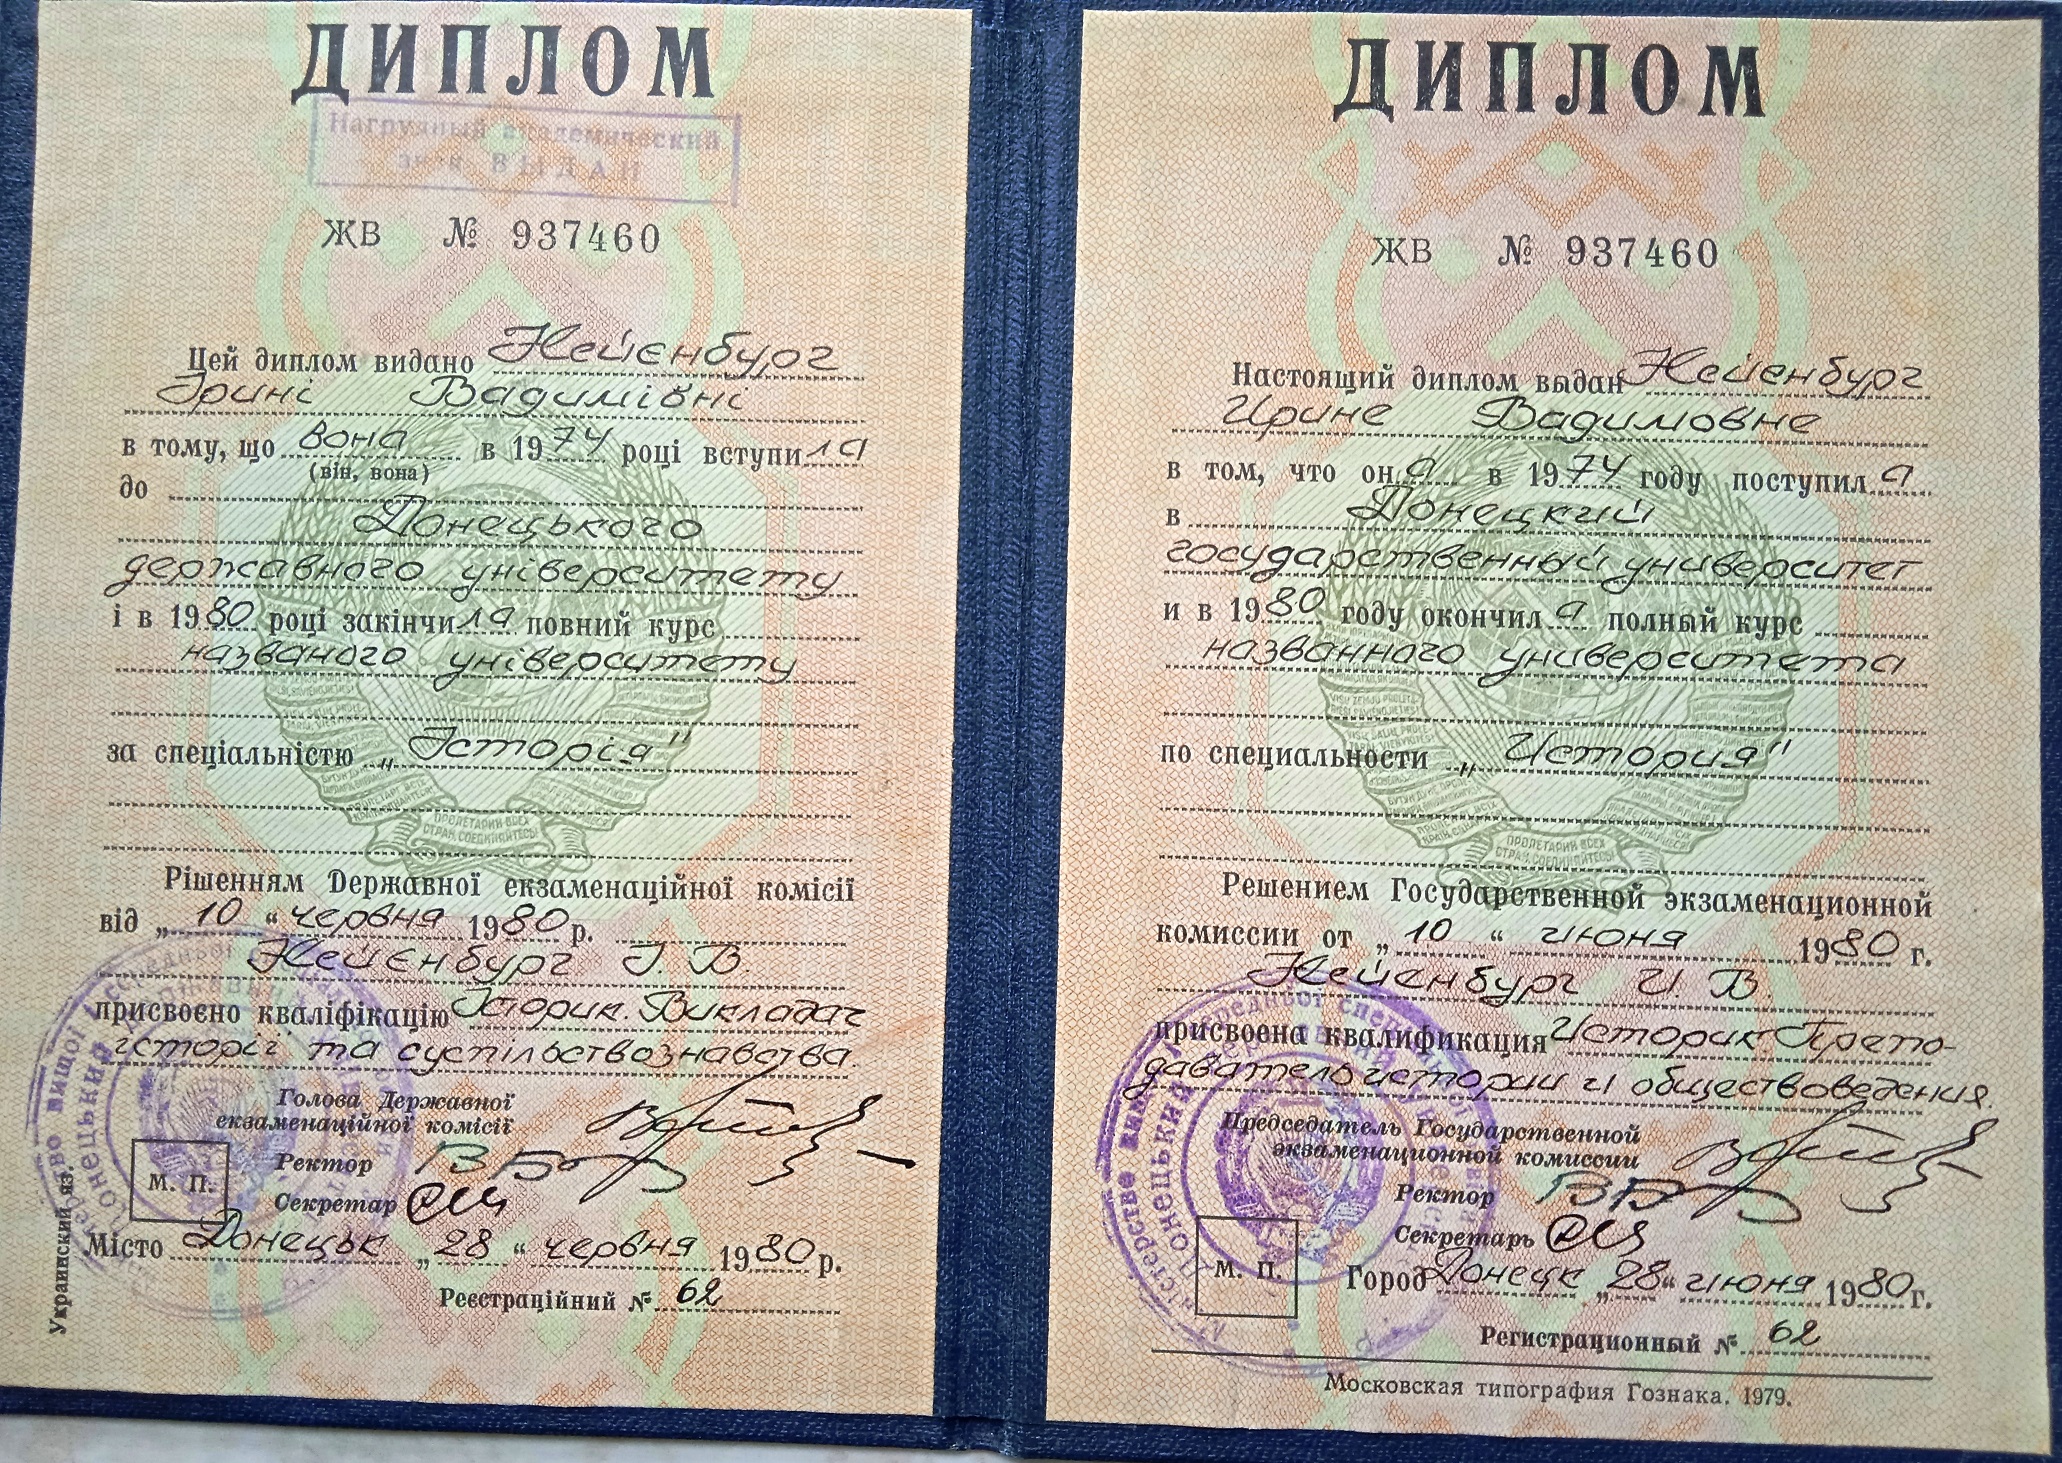 ДИПЛОМ
Нагрудный академический
знак ВЫДАН
ЖВ № 937460
Цей диплом видано Нейєнбург
Ірині Вадимівні
в тому, що вона в 1974 році вступила
(він, вона)
до
Донецького
державного університету
і в 1980 році закінчила повний курс
названого університету
за спеціальністю „Історія"
Рішенням Державної екзаменаційної комісії
від „10" червня 1980 р.
Нейєнбург І. В.
присвоєно кваліфікацію Історик. Викладач
історії та суспільствознавства.
Голова Державної
екзаменаційної комісії
Ректор
Секретар
М. П.
Місто Донецьк „28" червня 1980 р.
Реєстраційний № 62
Украинский яз.
ДИПЛОМ
ЖВ № 937460
Настоящий диплом выдан Нейенбург
Ирине Вадимовне
в том, что она в 1974 году поступила
в Донецкий
государственный университет
и в 1980 году окончила полный курс
названного университета
по специальности „История"
Решением Государственной экзаменационной
комиссии от „10" июня 1980 г.
Нейенбург И. В.
присвоена квалификация Историк Препо-
даватель истории и обществоведения.
Председатель Государственной
экзаменационной комиссии
Ректор
Секретарь
М. П.
Город Донецк „28" июня 1980 г.
Регистрационный № 62
Московская типография Гознака. 1979.